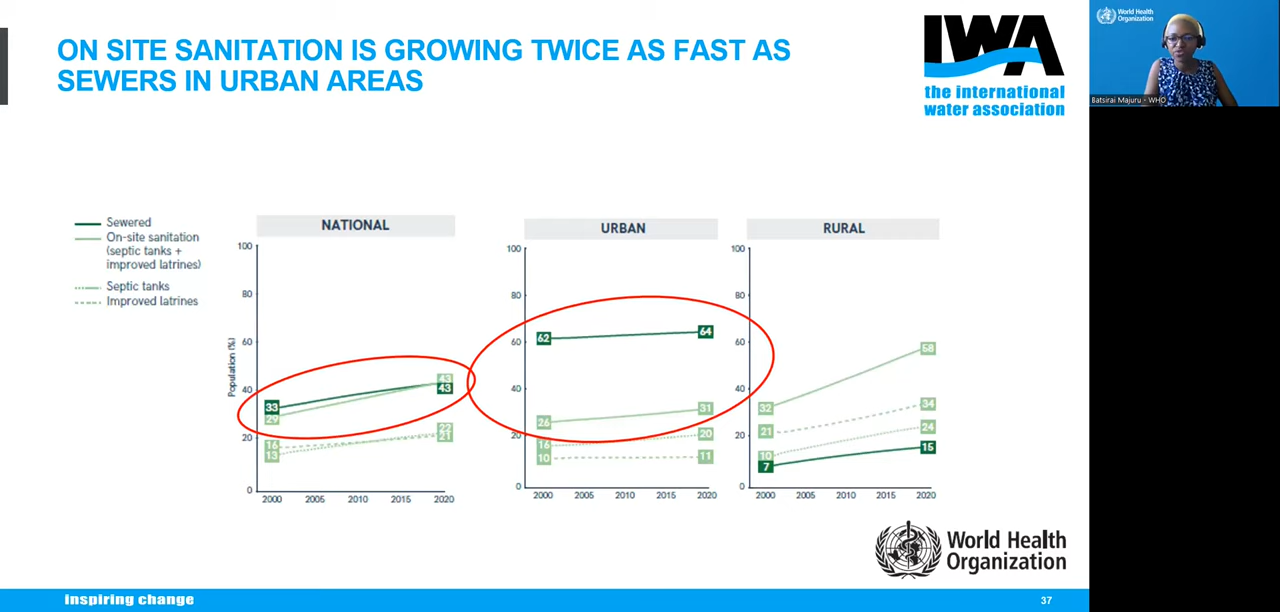 ON SITE SANITATION IS GROWING TWICE AS FAST AS
SEWERS IN URBAN AREAS
IWA
the international
water association
World Health
Organization
Batsirai Majuru - WHO
Sewered
On-site sanitation
(septic tanks +
improved latrines)
Septic tanks
Improved latrines
NATIONAL
Population (%)
100
80
60
40
20
0
33
29
16
13
43
43
22
21
2000 2005 2010 2015 2020
URBAN
100
80
60
40
20
0
62
26
16
10
64
31
20
11
2000 2005 2010 2015 2020
RURAL
100
80
60
40
20
0
32
21
10
7
58
34
24
15
2000 2005 2010 2015 2020
World Health
Organization
inspiring change
37